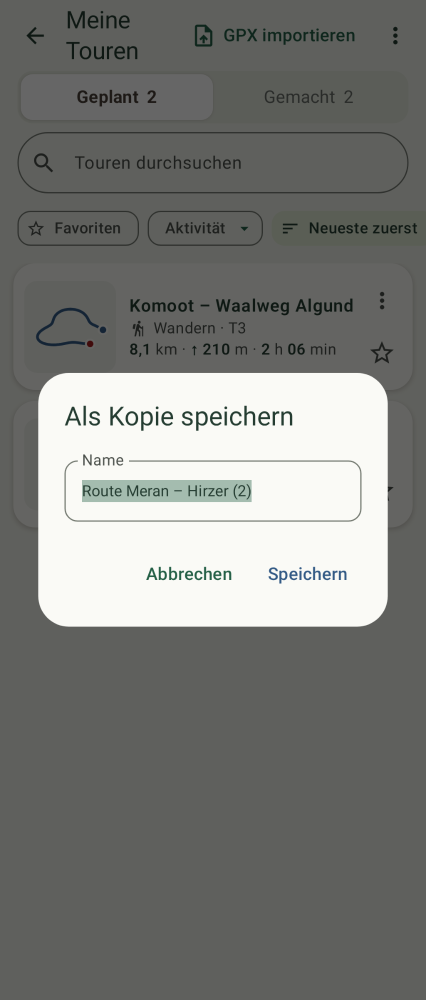 Meine
Touren
GPX importieren
Geplant 2
Gemacht 2
Touren durchsuchen
Favoriten
Aktivität
Neueste zuerst
Komoot – Waalweg Algund
Wandern · T3
8,1 km · ↑ 210 m · 2 h 06 min
Als Kopie speichern
Name
Route Meran – Hirzer (2)
Abbrechen
Speichern